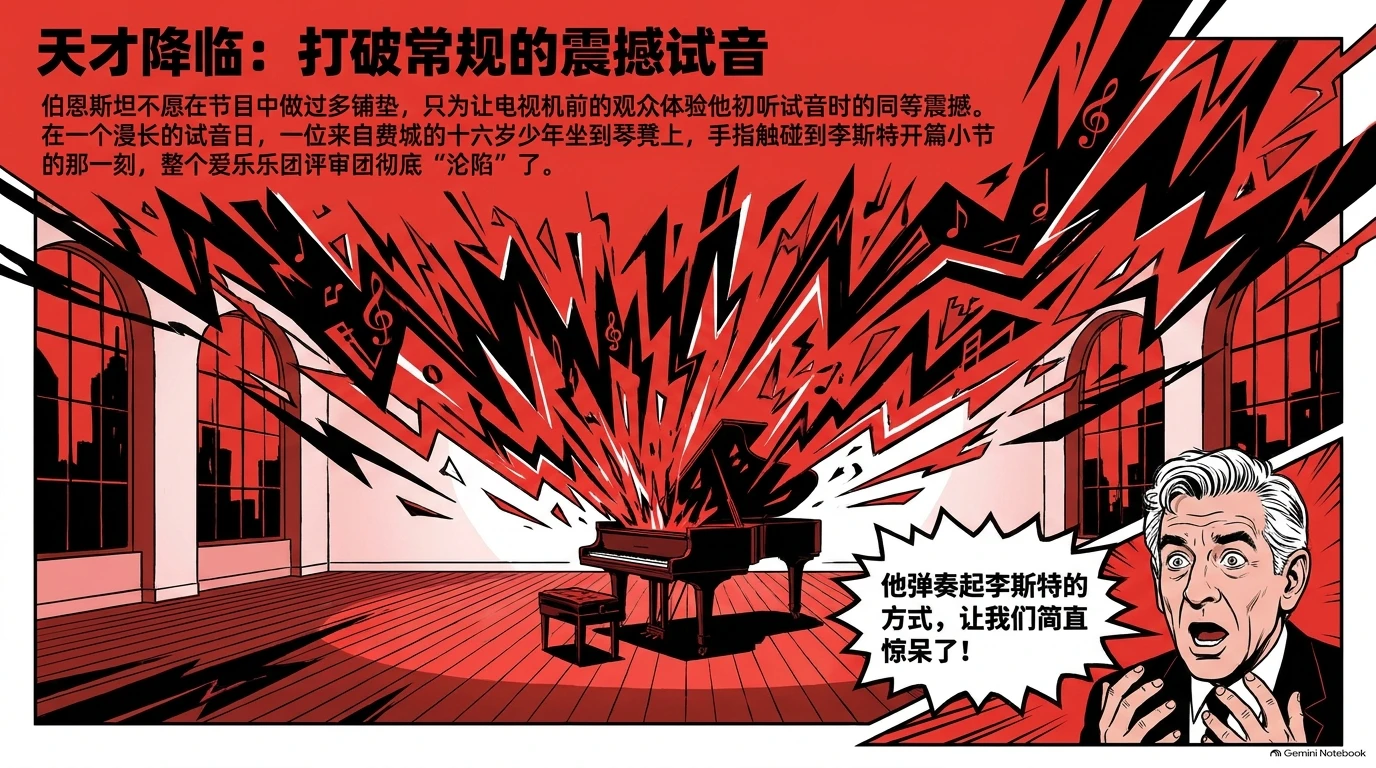 天才降临：打破常规的震撼试音
伯恩斯坦不愿在节目中做过多铺垫，只为让电视机前的观众体验他初听试音时的同等震撼。
在一个漫长的试音日，一位来自费城的十六岁少年坐到琴凳上，手指触碰到李斯特开篇小节
的那一刻，整个爱乐乐团评审团彻底“沦陷”了。
他弹奏起李斯特的
方式，让我们简直
惊呆了！
Gemini Notebook